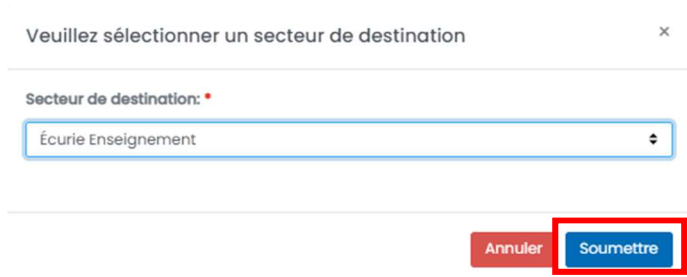 Veuillez sélectionner un secteur de destination ×
Secteur de destination: *
Écurie Enseignement
Annuler Soumettre